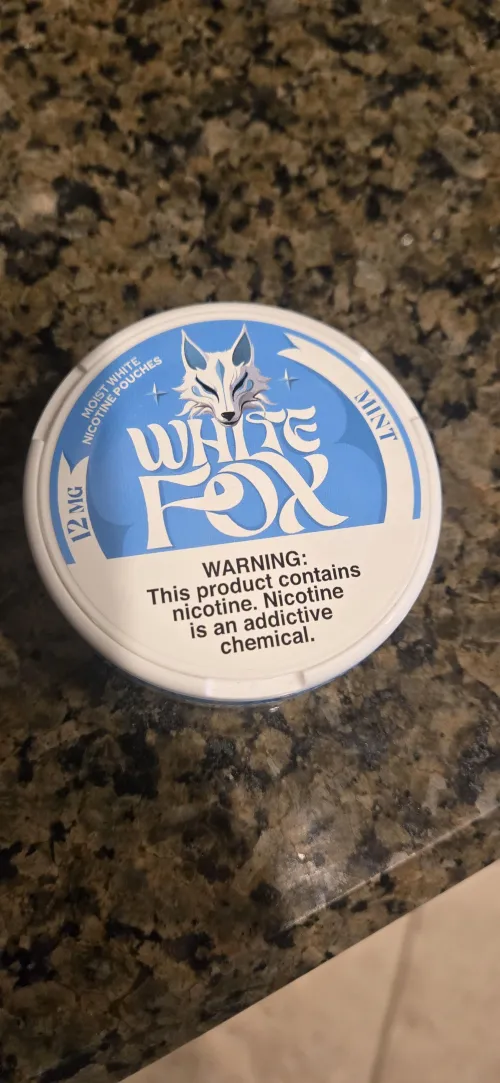 MOIST WHITE
NICOTINE POUCHES
12 MG
MINT
WHITE
FOX
WARNING:
This product contains
nicotine. Nicotine
is an addictive
chemical.